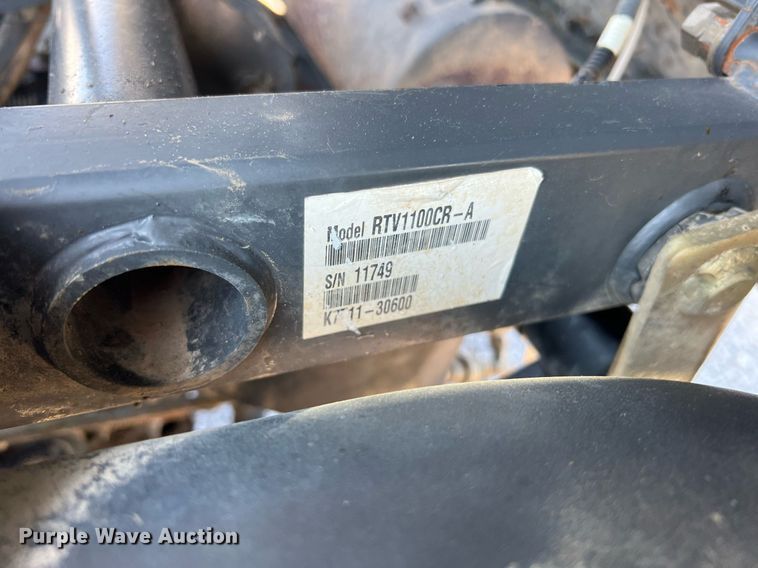 Model RTV1100CR-A
S/N 11749
Purple Wave Auction